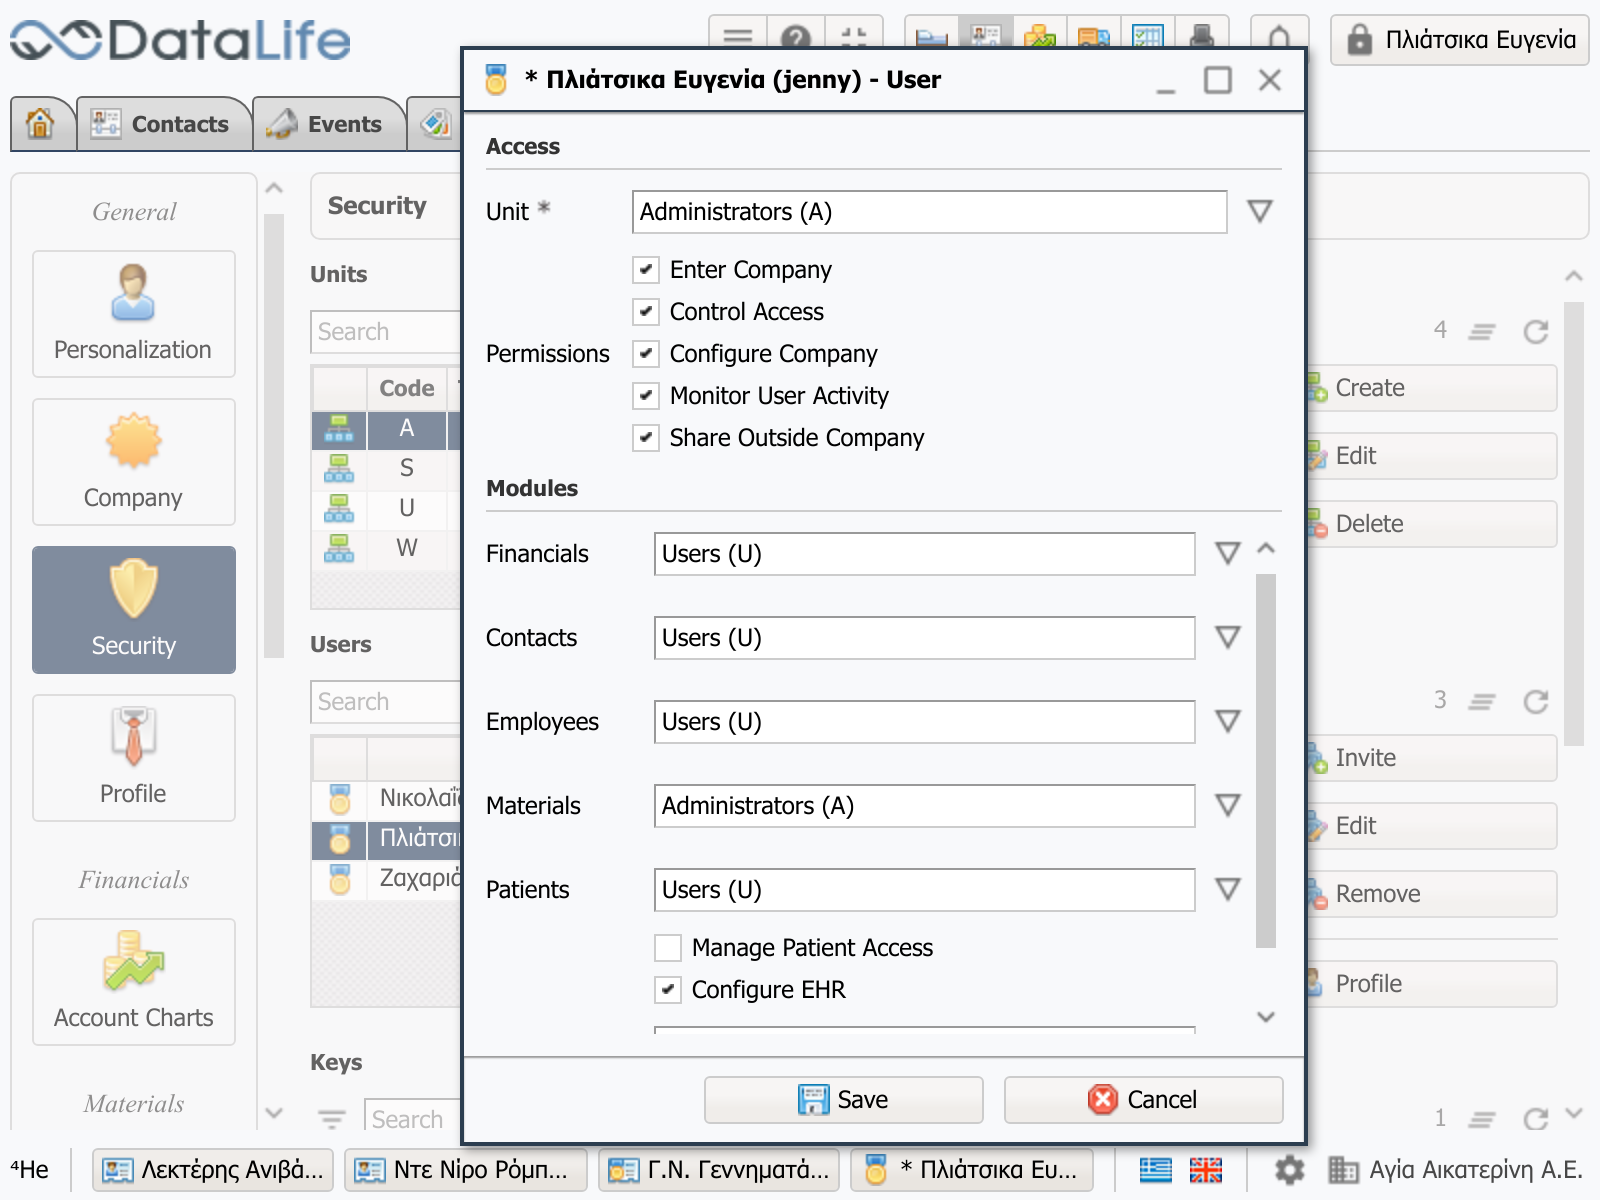 DataLife
Πλιάτσικα Ευγενία
Contacts
Events
* Πλιάτσικα Ευγενία (jenny) - User
Access
Unit *
Administrators (A)
Permissions
Enter Company
Control Access
Configure Company
Monitor User Activity
Share Outside Company
Modules
Financials
Users (U)
Contacts
Users (U)
Employees
Users (U)
Materials
Administrators (A)
Patients
Users (U)
Manage Patient Access
Configure EHR
Save
Cancel
General
Personalization
Company
Security
Profile
Financials
Account Charts
Materials
Security
Units
Search
Code
A
S
U
W
4
Create
Edit
Delete
Users
Search
Πλιάτσι
3
Invite
Edit
Remove
Profile
Keys
Search
1
⁴He
Λεκτέρης Ανιβά...
Ντε Νίρο Ρόμπ...
Γ.Ν. Γεννηματά...
* Πλιάτσικα Ευ...
Αγία Αικατερίνη Α.Ε.